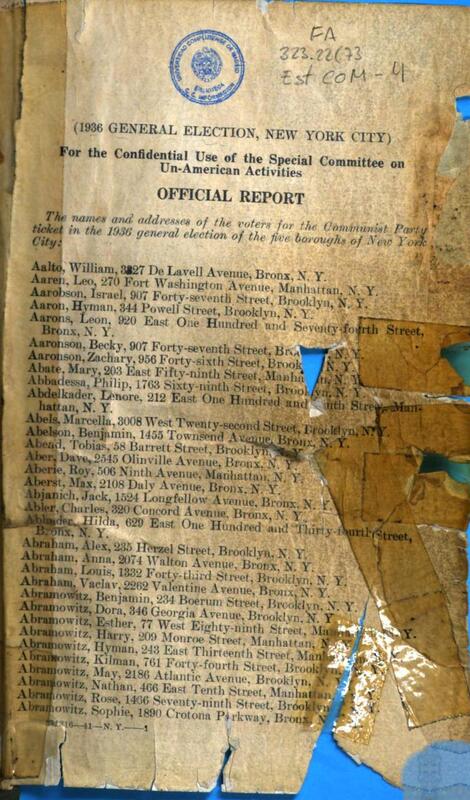 UNIVERSIDAD COMPLUTENSE DE MADRID
BIBLIOTECA
C.C. INFORMACION
FA
323.22(73
Est COM - 4
(1936 GENERAL ELECTION, NEW YORK CITY)
For the Confidential Use of the Special Committee on
Un-American Activities
OFFICIAL REPORT
The names and addresses of the voters for the Communist Party
ticket in the 1936 general election of the five boroughs of New York
City:
Aalto, William, De Lavell Avenue, Bronx, N. Y.
Aaren, Leo, 270 Fort Washington Avenue, Manhattan, N. Y.
Aarobson, Israel, 907 Forty-seventh Street, Brooklyn, N. Y.
Aaron, Hyman, 344 Powell Street, Brooklyn, N. Y.
Aarons, Leon, 920 East One Hundred and Seventy-fourth Street,
Bronx, N. Y.
Aaronson, Becky, 907 Forty-seventh Street, N. Y.
Aaronson, Zachary, 956 Forty-sixth Street, N. Y.
Abate, Mary, 203 East Fifty-ninth Street, N. Y.
Abbadessa, Philip, 1763 Sixty-ninth Street, N. Y.
Abdelkader, Lenore, 212 East One Hundred and Street, Man-
hattan, N. Y.
Abels, Marcella, 3008 West Twenty-second Street, Brooklyn, N. Y.
Abelson, Benjamin, 1455 Townsend Avenue, Bronx, N. Y.
Abend, Tobias, 58 Barrett Street, Brooklyn,
Aber, Dave, 2545 Olinville Avenue, Bronx, N. Y.
Aberie, Roy, 506 Ninth Avenue, Manhattan, N. Y.
Aberst, Max, 2108 Daly Avenue, Bronx, N. Y.
Abjanich, Jack, 1524 Longfellow Avenue, Bronx, N. Y.
Abler, Charles, 320 Concord Avenue, Bronx, N. Y.
Hilda, 629 East One Hundred and Thirty-fourth Street,
Bronx, N. Y.
Abraham, Alex, 235 Herzel Street, Brooklyn, N. Y.
Abraham, Anna, 2074 Walton Avenue, Bronx, N. Y.
Abraham, Louis, 1332 Forty-third Street, Brooklyn, N. Y.
Abraham, Vaclav, 2262 Valentine Avenue, Bronx, N. Y.
Abramowitz, Benjamin, 234 Boerum Street, Brooklyn, N. Y.
Abramowitz, Dora, 346 Georgia Avenue, Brooklyn, N. Y.
Abramowitz, Esther, 77 West Eighty-ninth Street, N. Y.
Abramowitz, Harry, 209 Monroe Street, Manhattan, N. Y.
Abramowitz, Hyman, 243 East Thirteenth Street, N. Y.
Abramowitz, Kilman, 761 Forty-fourth Street, N. Y.
Abramowitz, May, 2186 Atlantic Avenue, Brooklyn, N. Y.
Abramowitz, Nathan, 466 East Tenth Street, Manhattan, N. Y.
Abramowitz, Rose, 1466 Seventy-ninth Street, N. Y.
Abramowitz, Sophie, 1890 Crotona Parkway, Bronx, N. Y.